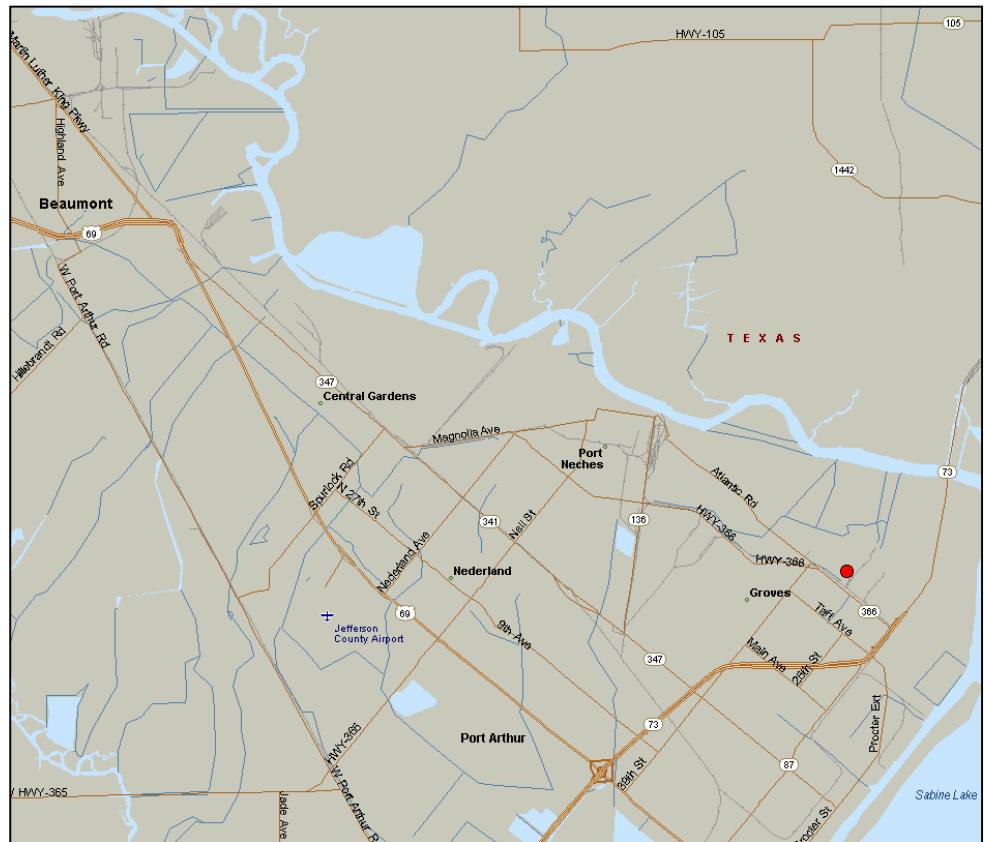 105
HWY-105
Martin Luther King Pkwy
Highland Ave
1442
Beaumont
69
W Port Arthur Rd
Hillebrandt Rd
T E X A S
347
Central Gardens
Magnolia Ave
Port
Neches
73
Spurlock Rd
N 27th St
Atlantic Rd
341
Nall St
136
HWY-366
Nederland Ave
HWY-366
Nederland
Groves
69
366
Taft Ave
Jefferson
County Airport
9th Ave
Main Ave
347
26th St
73
Procter Ext
Port Arthur
HWY-365
87
39th St
W Port Arthur R
HWY-365
Jade Ave
Sabine Lake
Procter St